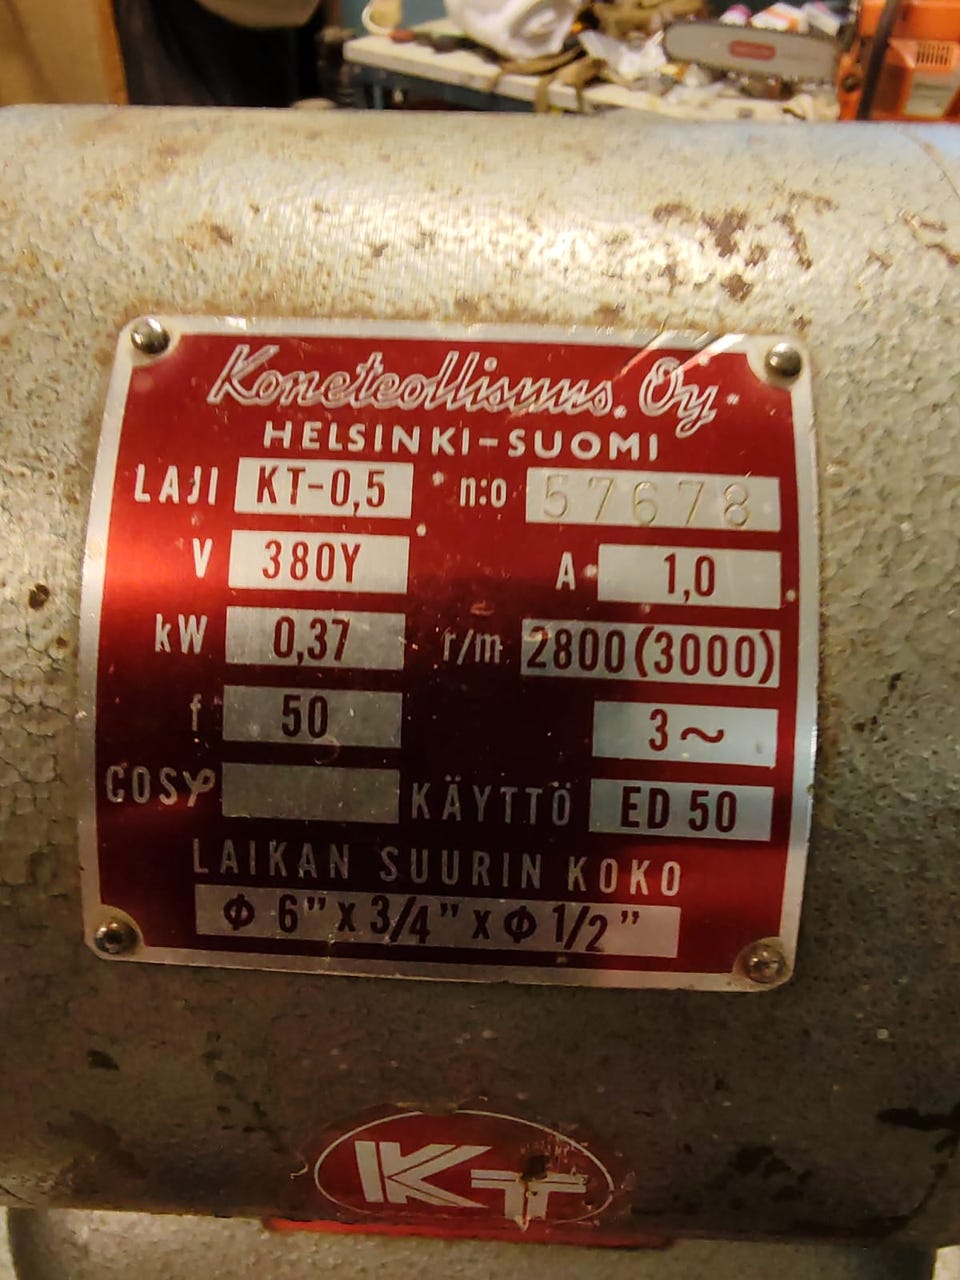 Koneteollisuus. Oy.
HELSINKI-SUOMI
LAJI KT-0,5 n:o 57678
V 380Y A 1,0
kW 0,37 r/m 2800(3000)
f 50 3~
COSφ KÄYTTÖ ED 50
LAIKAN SUURIN KOKO
Φ 6" x 3/4" x Φ 1/2"
KT